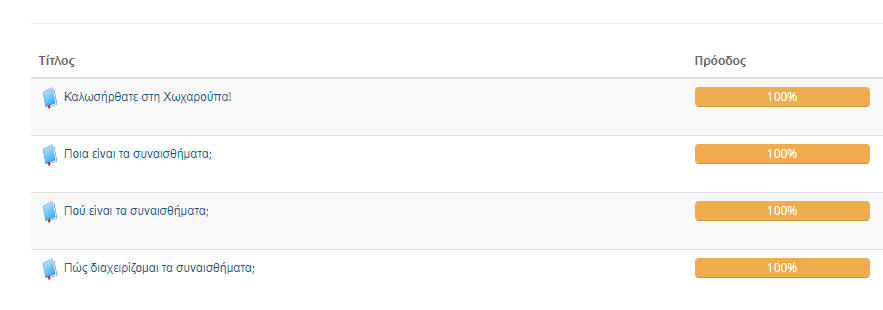 Τίτλος Πρόοδος
Καλωσήρθατε στη Χωχαρούπα! 100%
Ποια είναι τα συναισθήματα; 100%
Πού είναι τα συναισθήματα; 100%
Πώς διαχειρίζομαι τα συναισθήματα; 100%